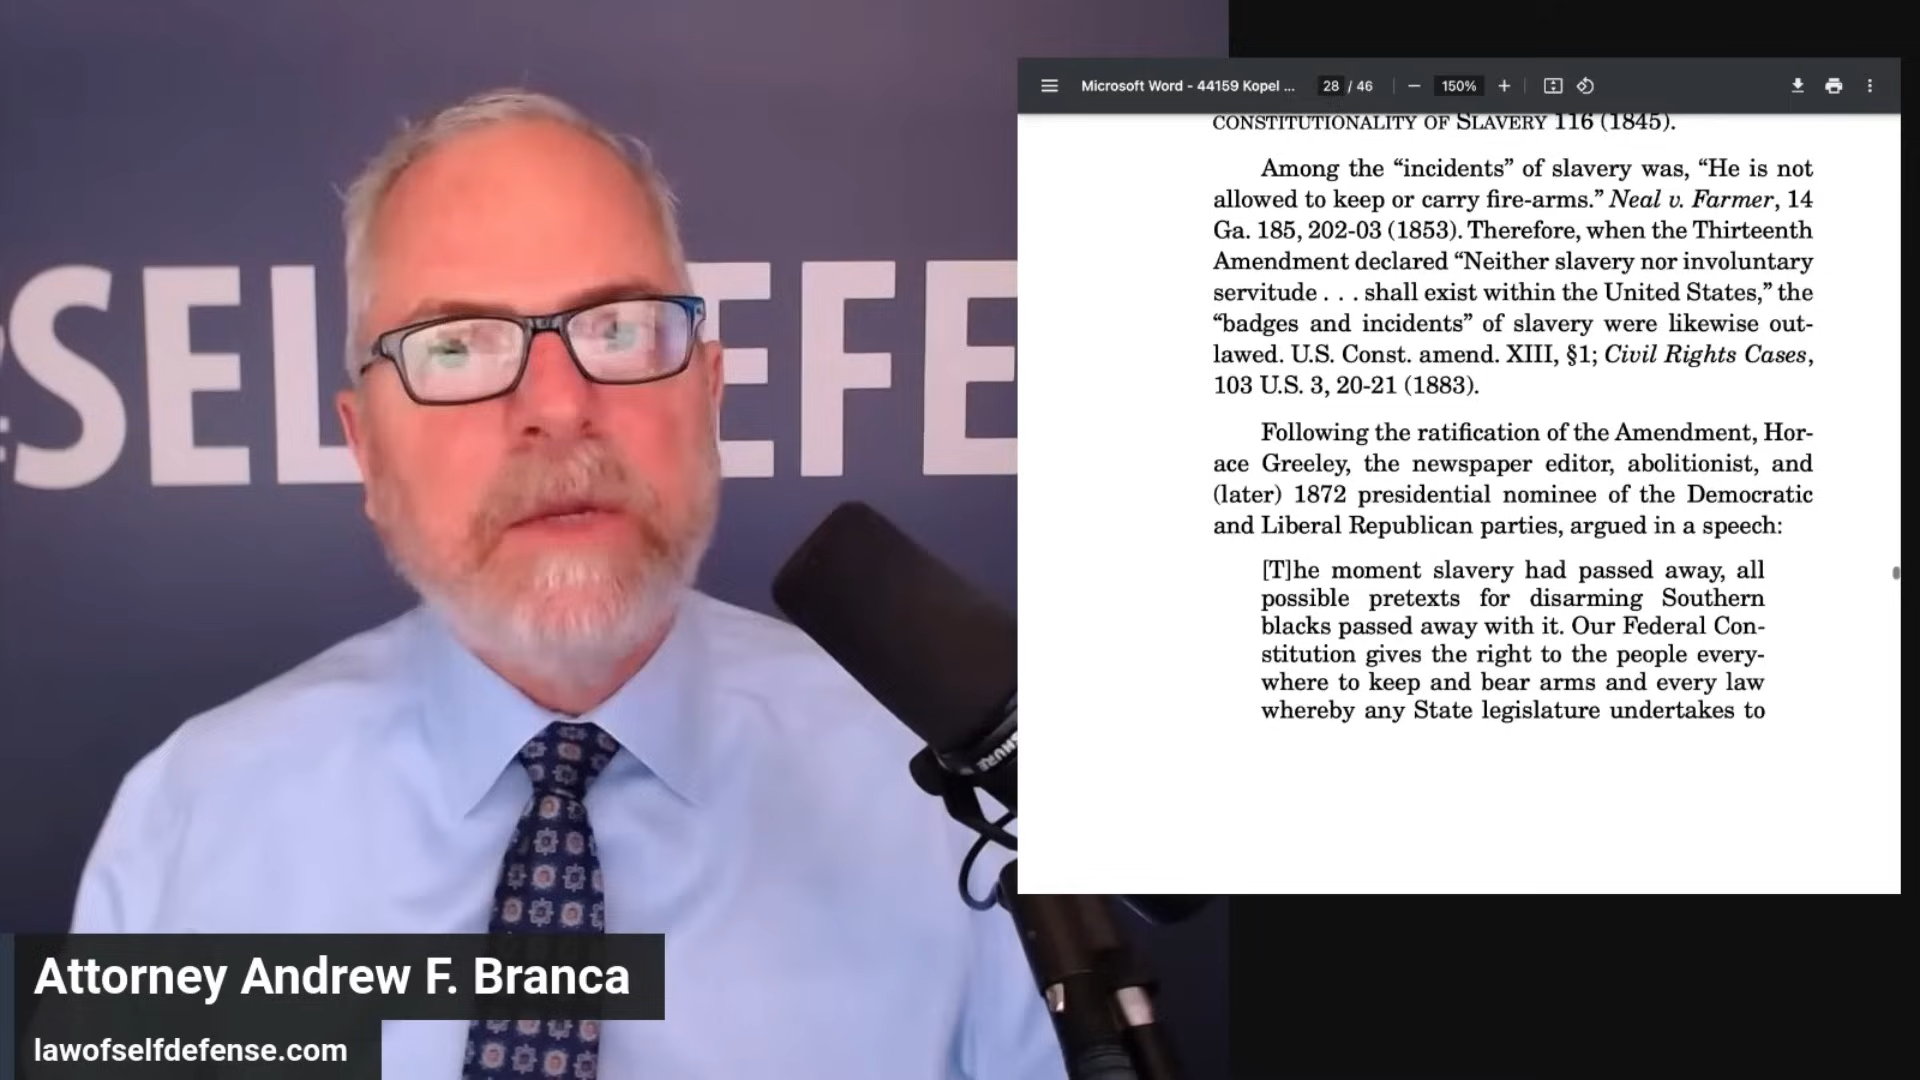 SEL EFE
Microsoft Word - 44159 Kopel ... 28 / 46 150%
CONSTITUTIONALITY OF SLAVERY 116 (1845).
Among the “incidents” of slavery was, “He is not
allowed to keep or carry fire-arms.” Neal v. Farmer, 14
Ga. 185, 202-03 (1853). Therefore, when the Thirteenth
Amendment declared “Neither slavery nor involuntary
servitude . . . shall exist within the United States,” the
“badges and incidents” of slavery were likewise out-
lawed. U.S. Const. amend. XIII, §1; Civil Rights Cases,
103 U.S. 3, 20-21 (1883).
Following the ratification of the Amendment, Hor-
ace Greeley, the newspaper editor, abolitionist, and
(later) 1872 presidential nominee of the Democratic
and Liberal Republican parties, argued in a speech:
[T]he moment slavery had passed away, all
possible pretexts for disarming Southern
blacks passed away with it. Our Federal Con-
stitution gives the right to the people every-
where to keep and bear arms and every law
whereby any State legislature undertakes to
SHURE
Attorney Andrew F. Branca
lawofselfdefense.com